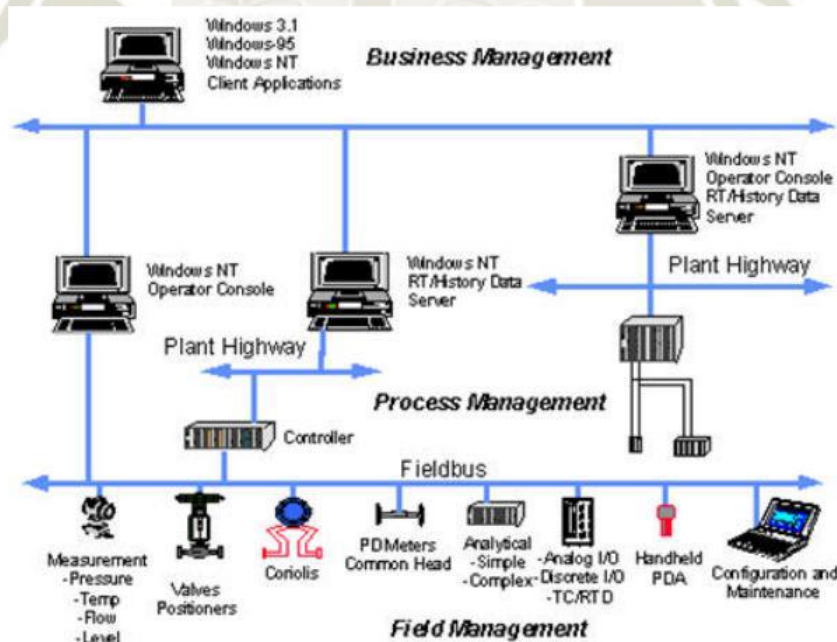 Windows 3.1
Windows-95
Windows NT
Client Applications
Business Management
Windows NT
Operator Console
RT/History Data
Server
Windows NT
Operator Console
Windows NT
RT/History Data
Server
Plant Highway
Plant Highway
Process Management
Controller
Fieldbus
Measurement
-Pressure
-Temp
-Flow
-Level
Valves
Positioners
Coriolis
PD Meters
Common Head
Analytical
-Simple
-Complex
-Analog I/O
-Discrete I/O
-TC/RTD
Handheld
PDA
Configuration and
Maintenance
Field Management